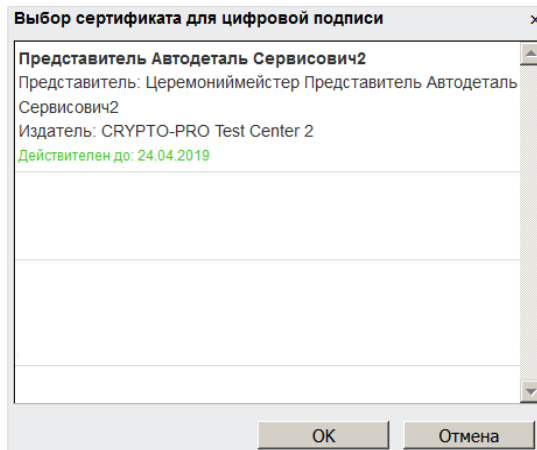 Выбор сертификата для цифровой подписи
Представитель Автодеталь Сервисович2
Представитель: Церемониймейстер Представитель Автодеталь
Сервисович2
Издатель: CRYPTO-PRO Test Center 2
Действителен до: 24.04.2019
OK
Отмена